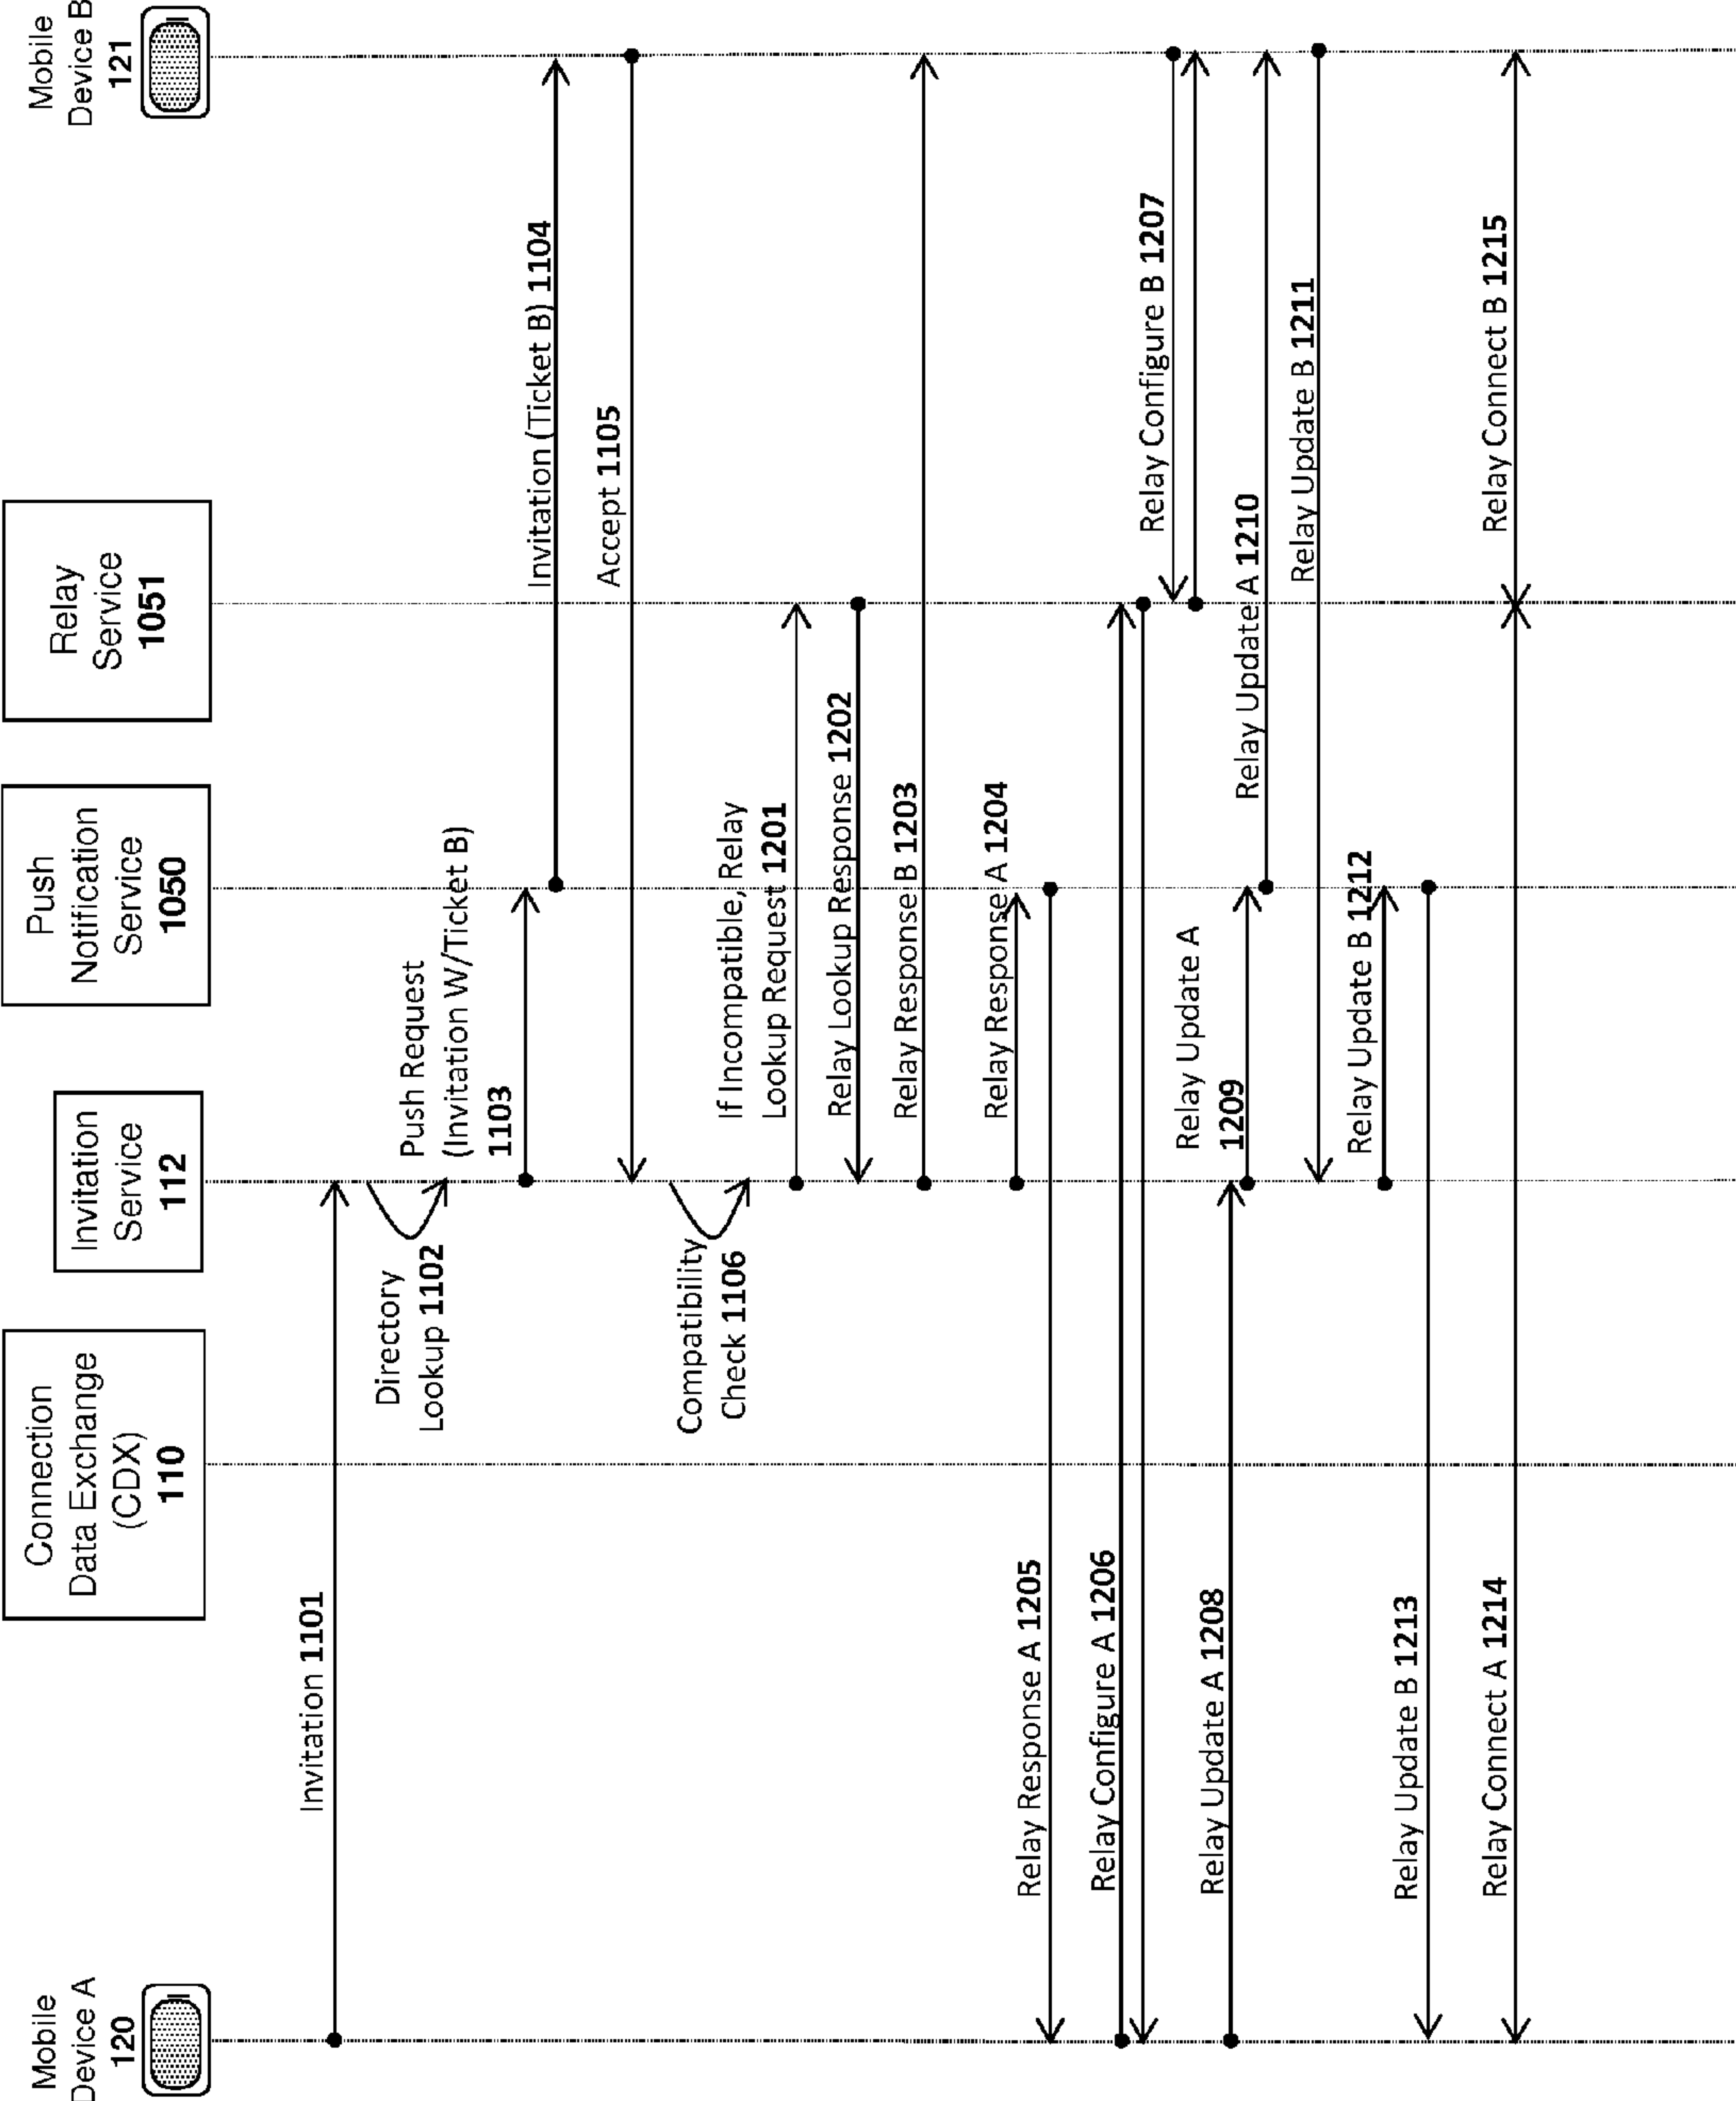 Mobile
Device A
120
Connection
Data Exchange
(CDX)
110
Invitation
Service
112
Push
Notification
Service
1050
Relay
Service
1051
Mobile
Device B
121
Invitation 1101
Directory
Lookup 1102
Push Request
(Invitation W/Ticket B)
1103
Invitation (Ticket B) 1104
Accept 1105
Compatibility
Check 1106
If Incompatible, Relay
Lookup Request 1201
Relay Lookup Response 1202
Relay Response B 1203
Relay Response A 1204
Relay Response A 1205
Relay Configure A 1206
Relay Configure B 1207
Relay Update A 1208
Relay Update A
1209
Relay Update A 1210
Relay Update B 1211
Relay Update B 1212
Relay Update B 1213
Relay Connect A 1214
Relay Connect B 1215